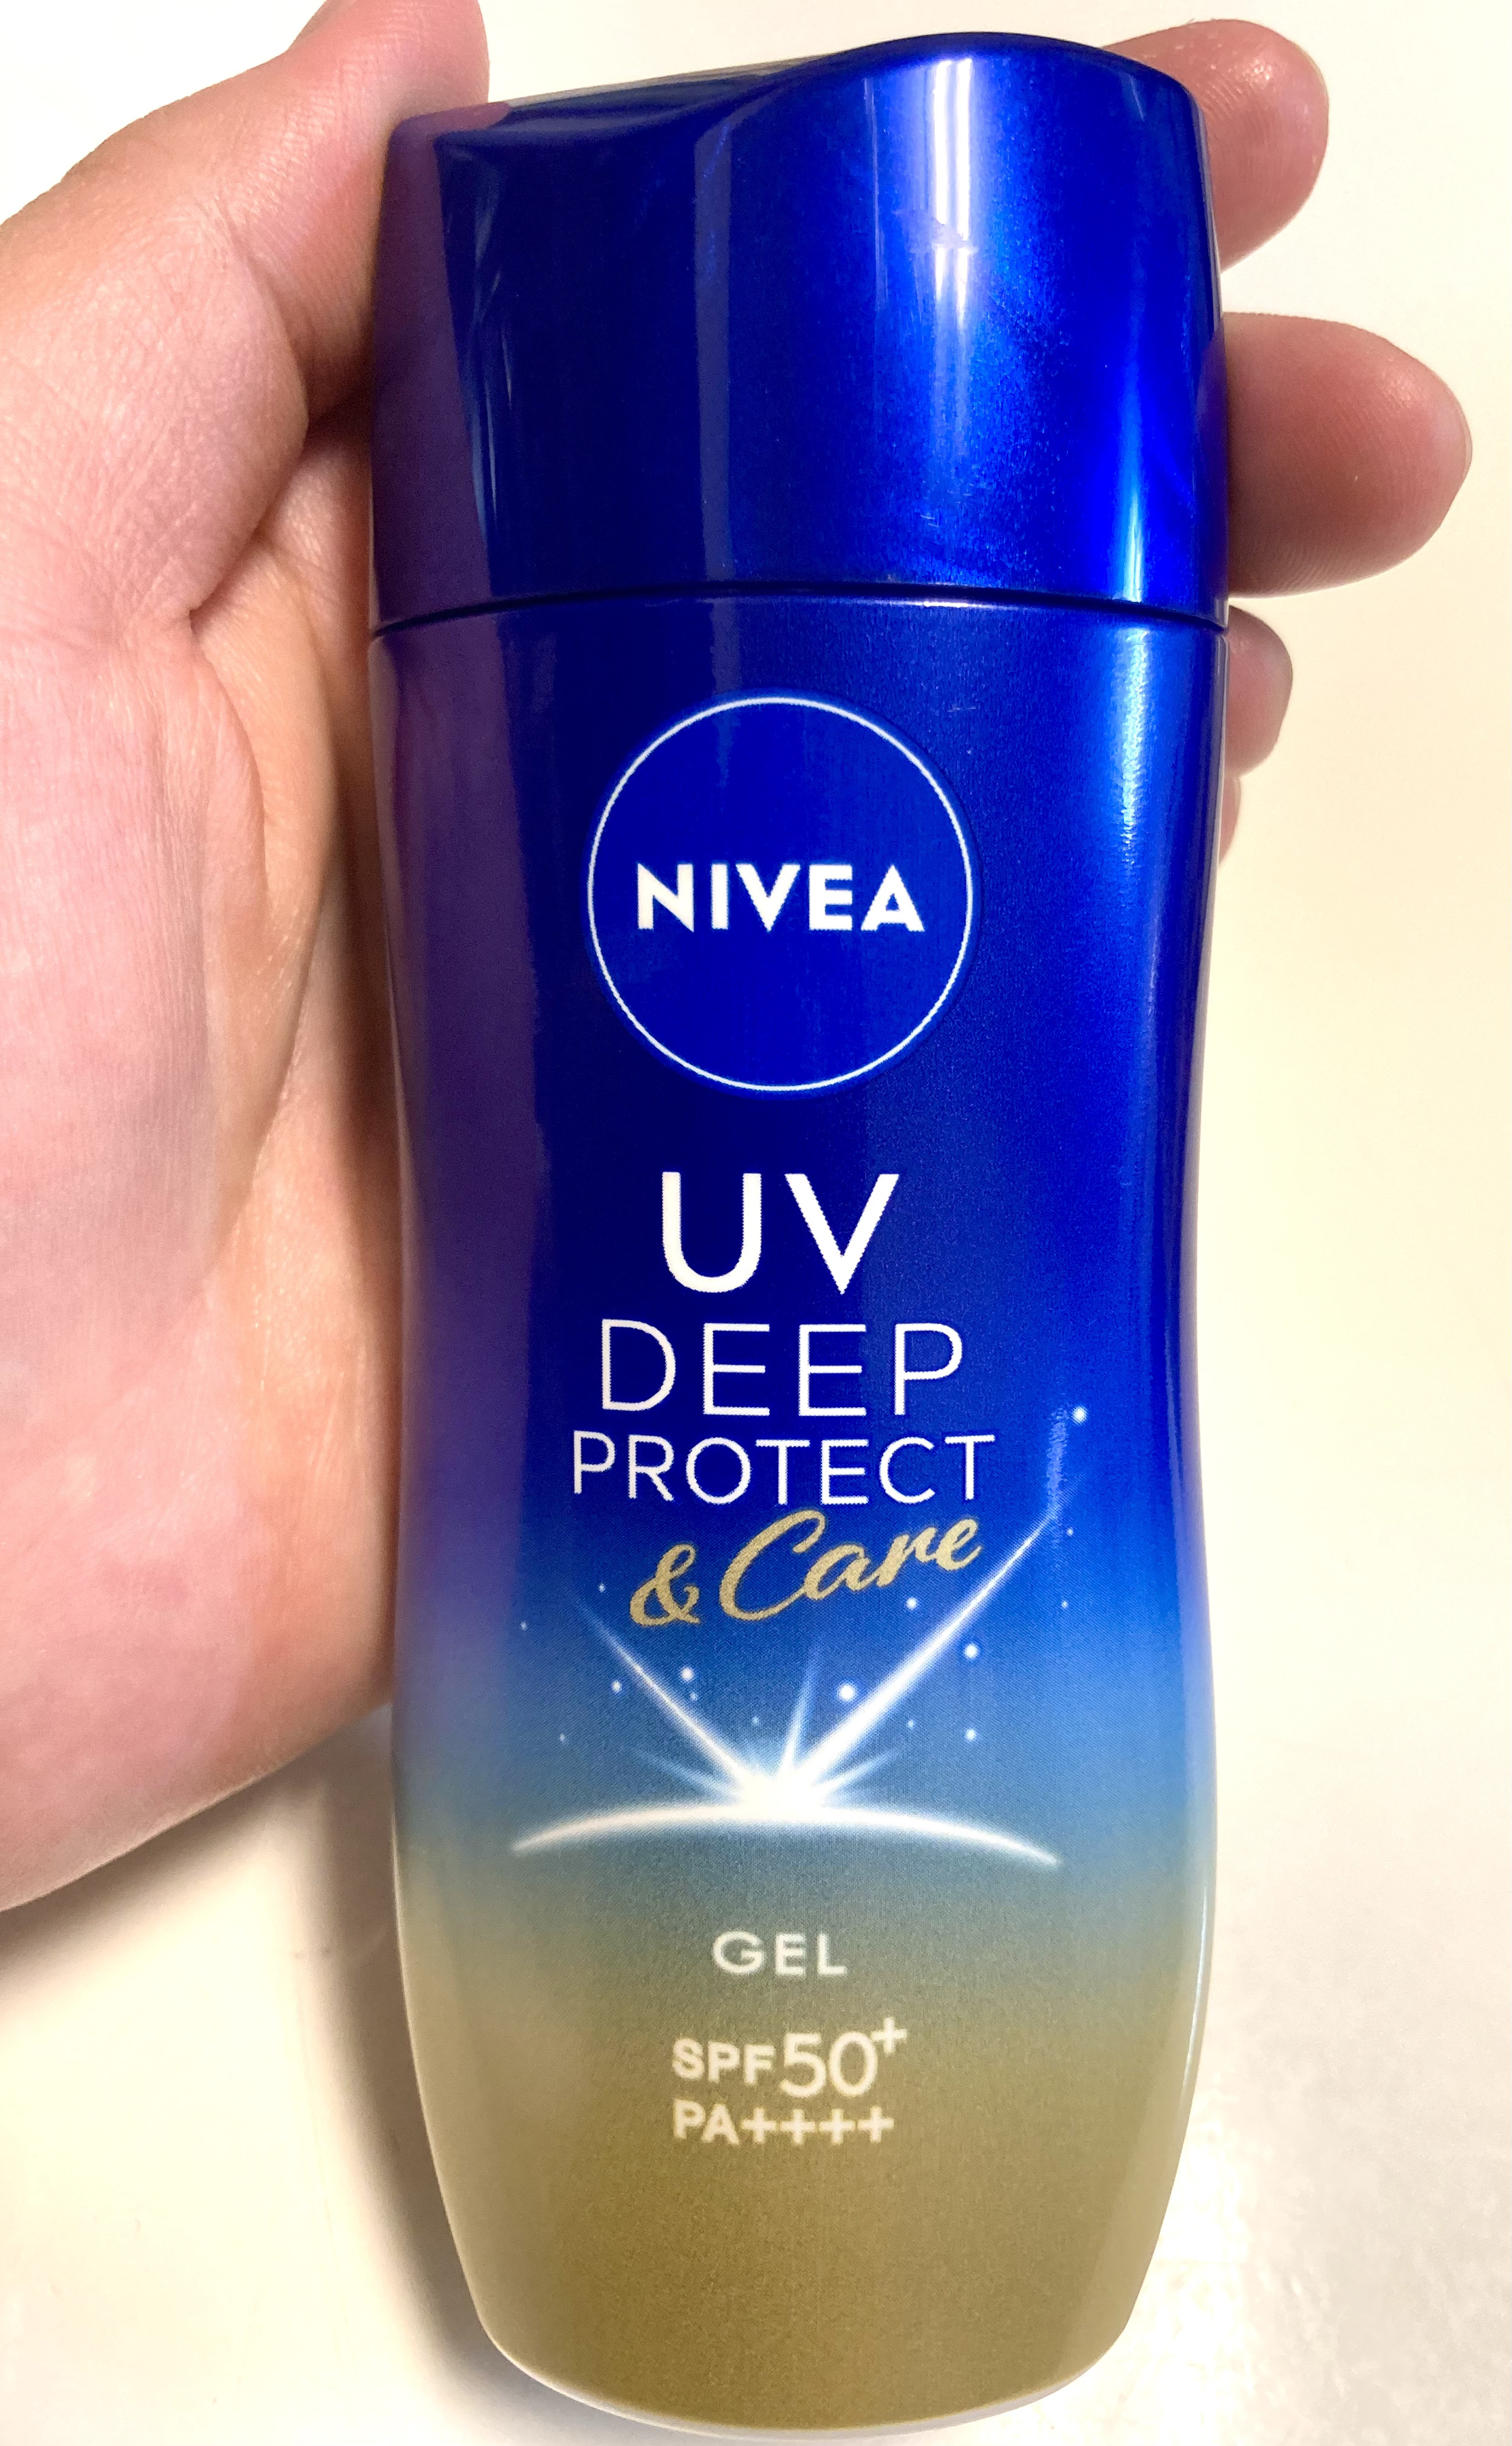 NIVEA
UV
DEEP
PROTECT
& Care
GEL
SPF50+
PA++++